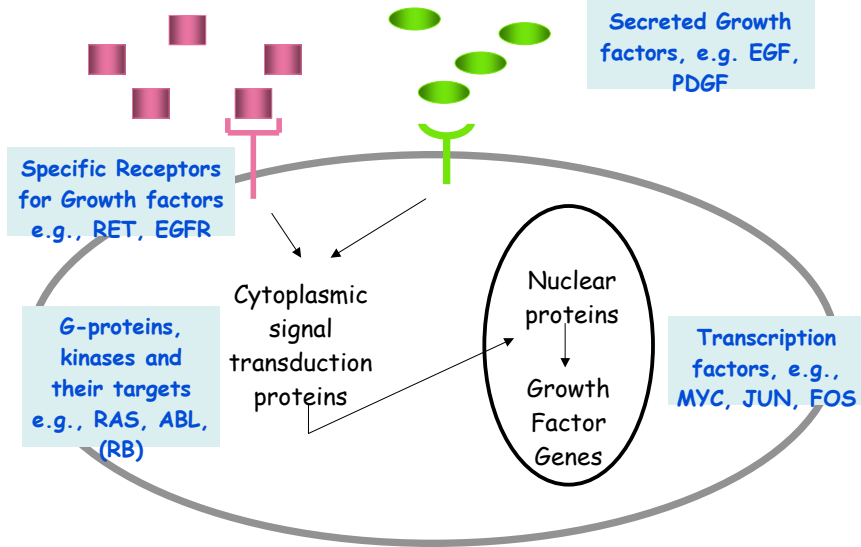 Secreted Growth
factors, e.g. EGF,
PDGF
Specific Receptors
for Growth factors
e.g., RET, EGFR
Cytoplasmic
signal
transduction
proteins
Nuclear
proteins
Growth
Factor
Genes
G-proteins,
kinases and
their targets
e.g., RAS, ABL,
(RB)
Transcription
factors, e.g.,
MYC, JUN, FOS